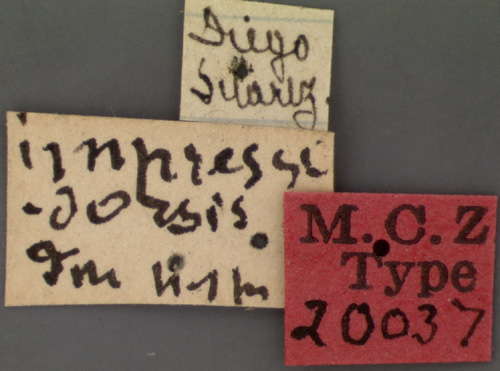 Diego
Suarez.
impressi
-dorsis
M.C.Z
Type
20037